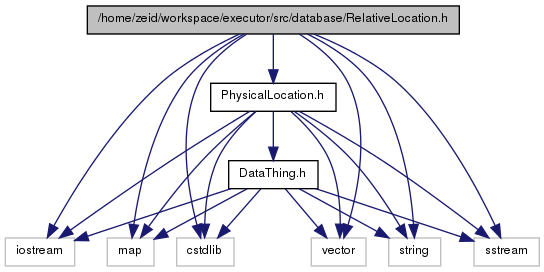 /home/zeid/workspace/executor/src/database/RelativeLocation.h
PhysicalLocation.h
DataThing.h
iostream
map
cstdlib
vector
string
sstream